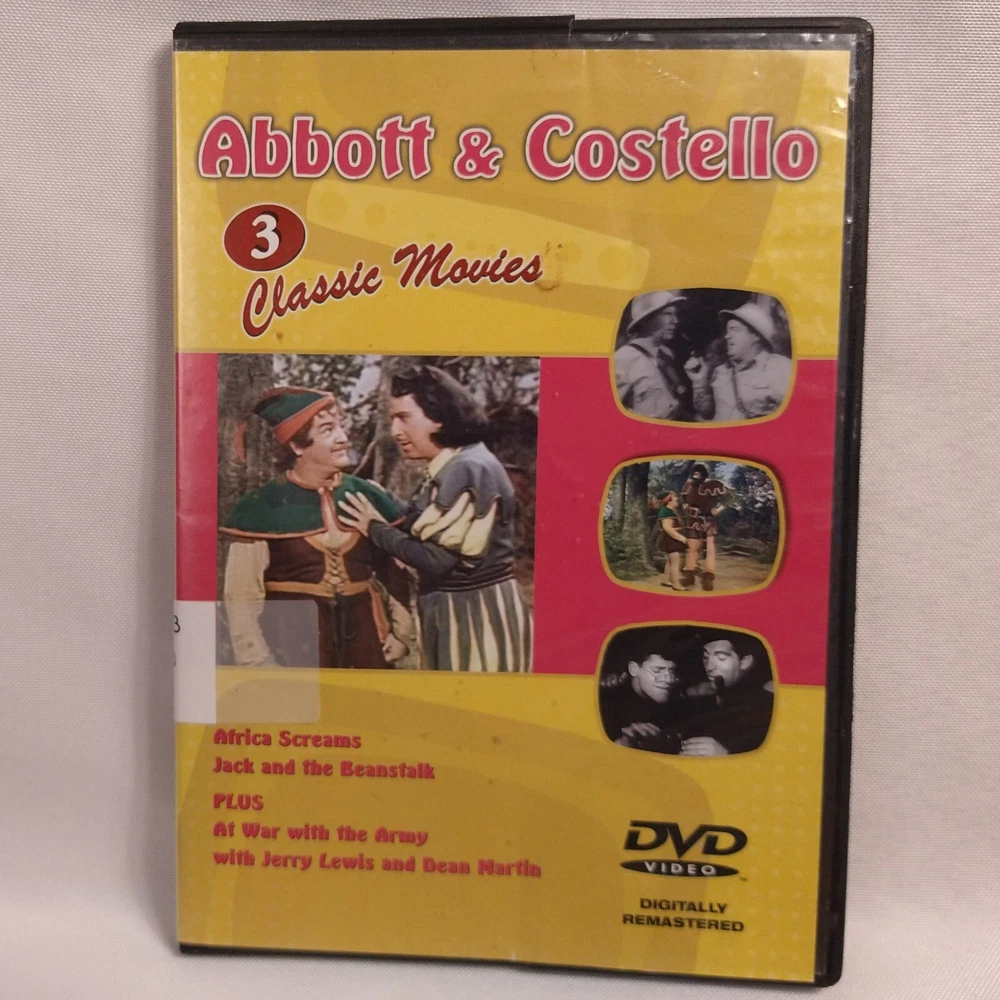 Abbott & Costello
3
Classic Movies
Africa Screams
Jack and the Beanstalk
PLUS
At War with the Army
with Jerry Lewis and Dean Martin
DVD
VIDEO
DIGITALLY
REMASTERED